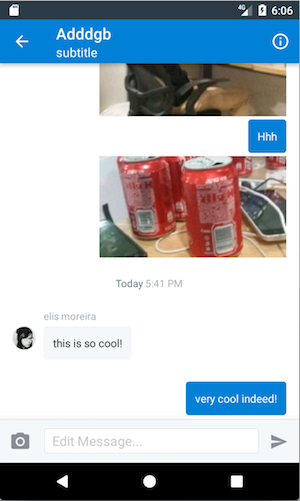 4G 6:06
Adddgb
subtitle
Hhh
Today 5:41 PM
elis moreira
this is so cool!
very cool indeed!
Edit Message...